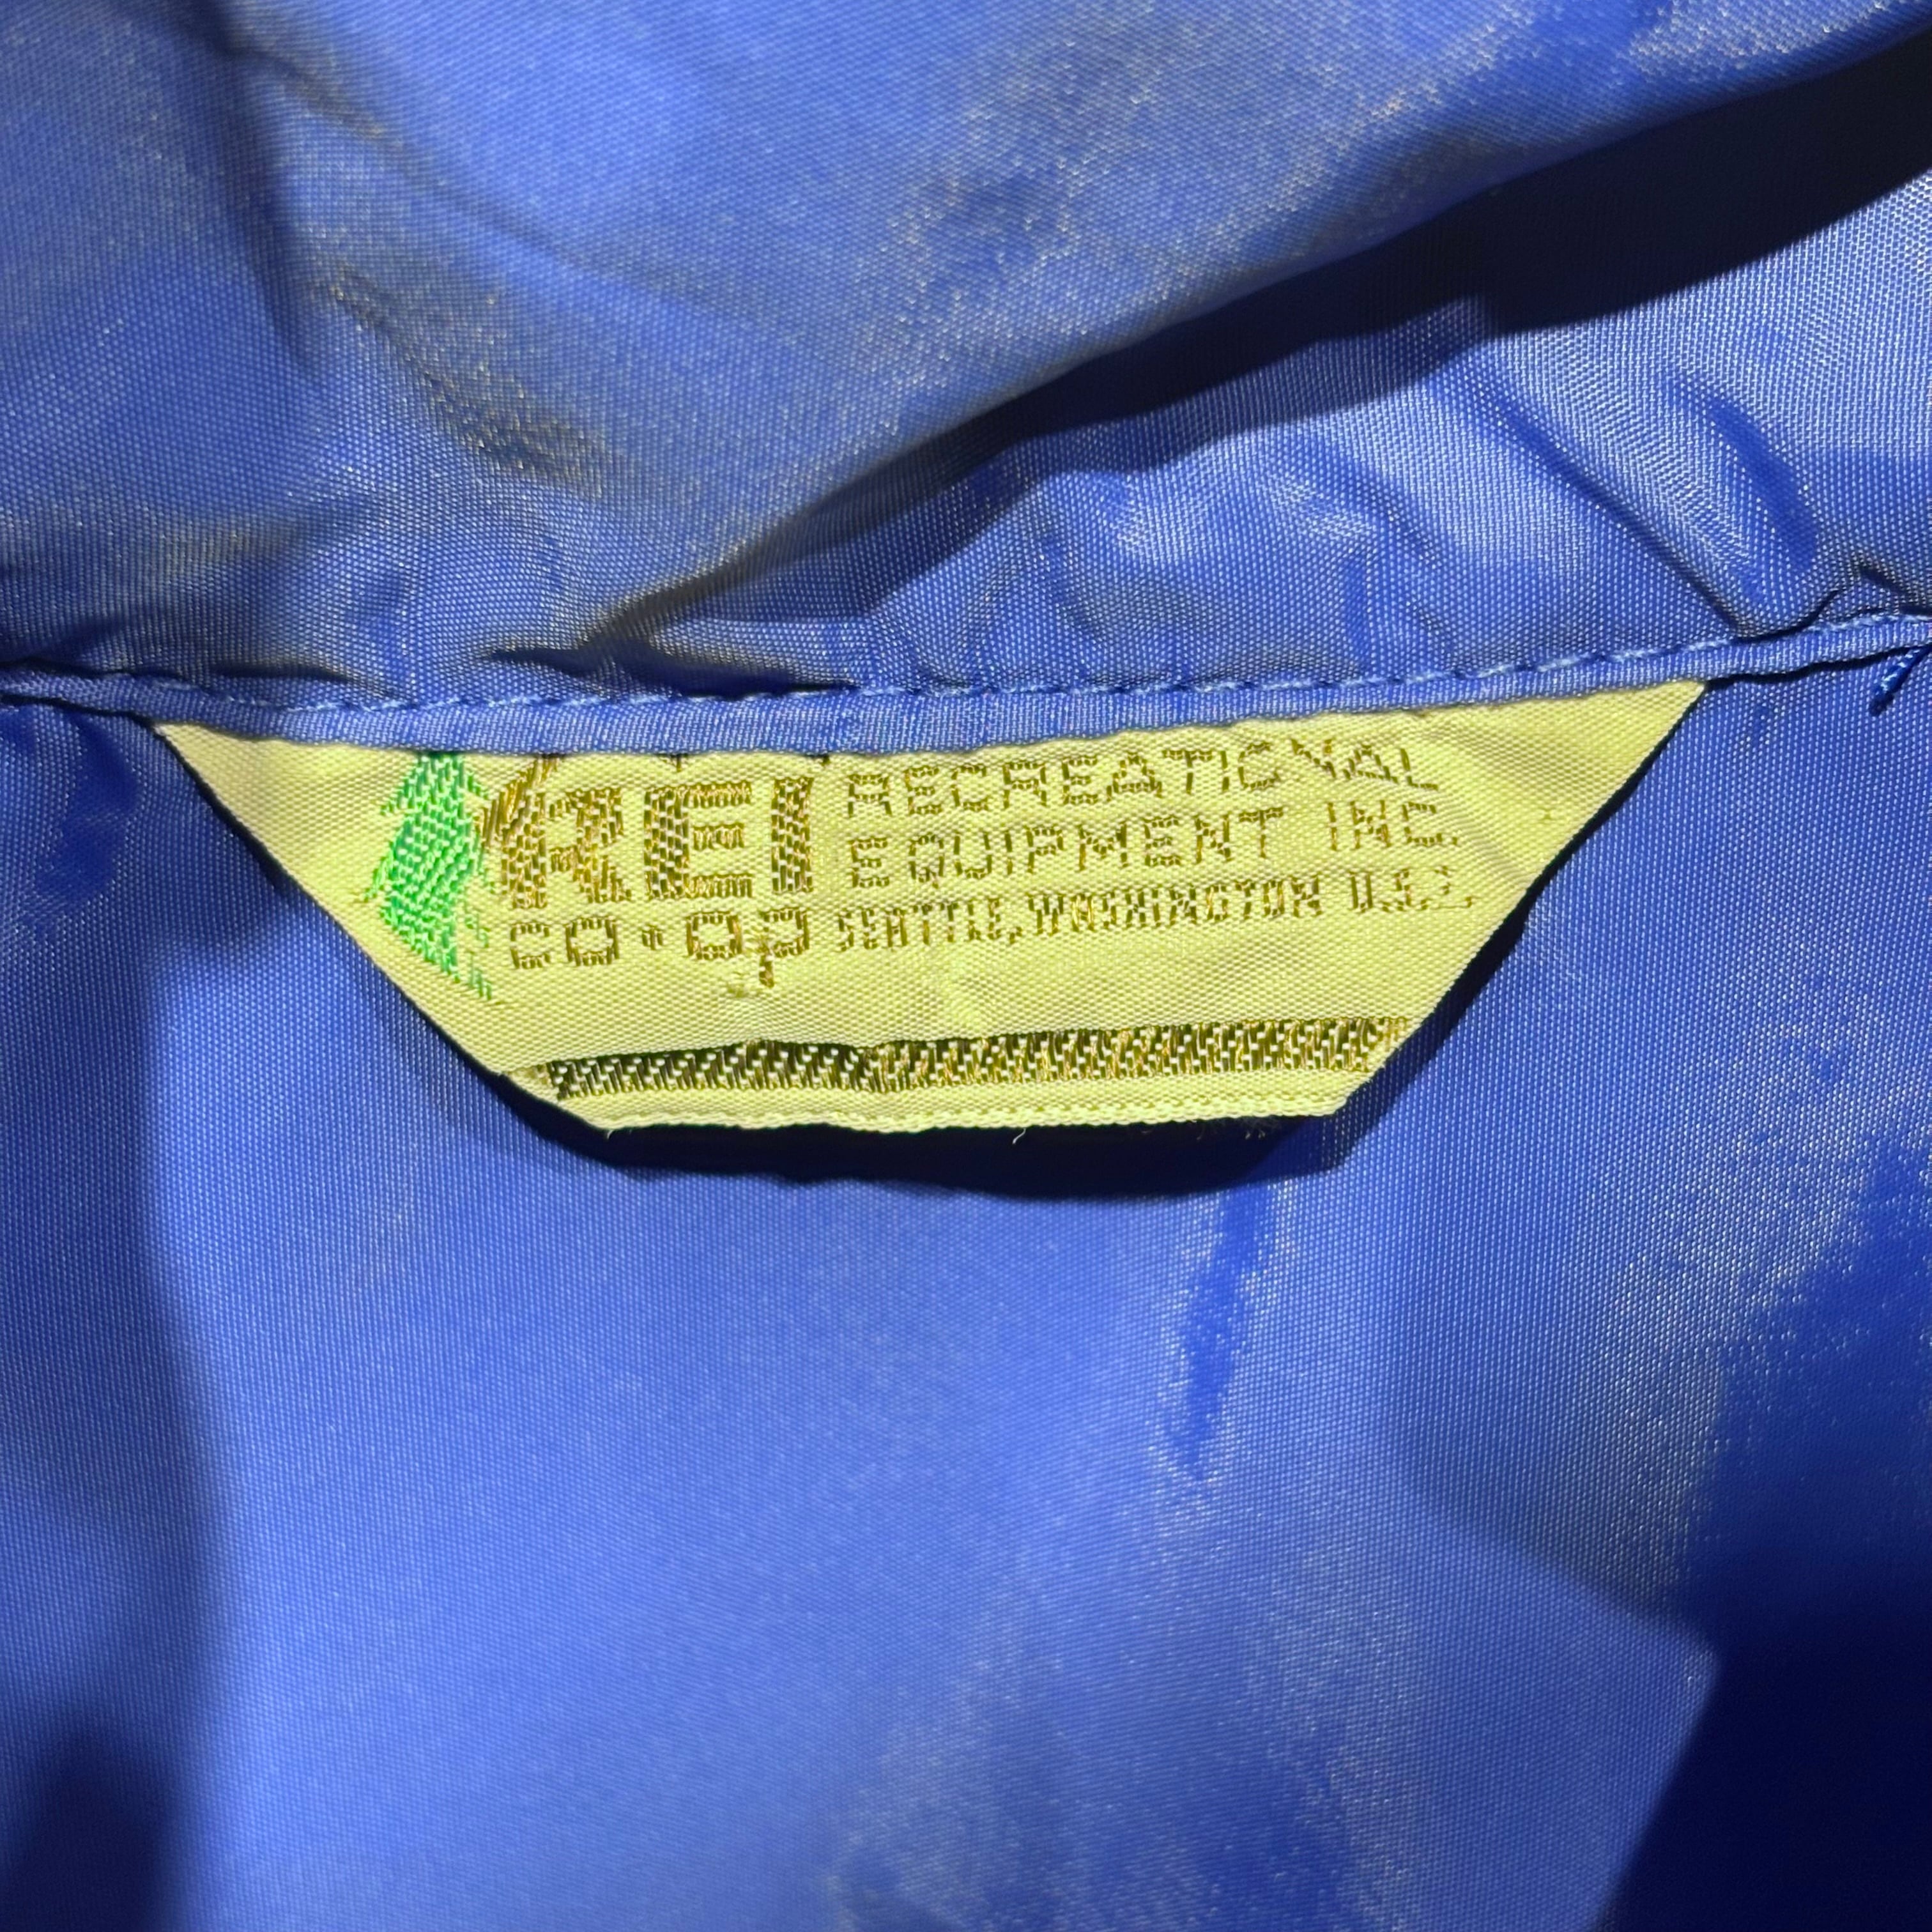 REI RECREATIONAL
EQUIPMENT INC.
CO·OP SEATTLE, WASHINGTON U.S.A.